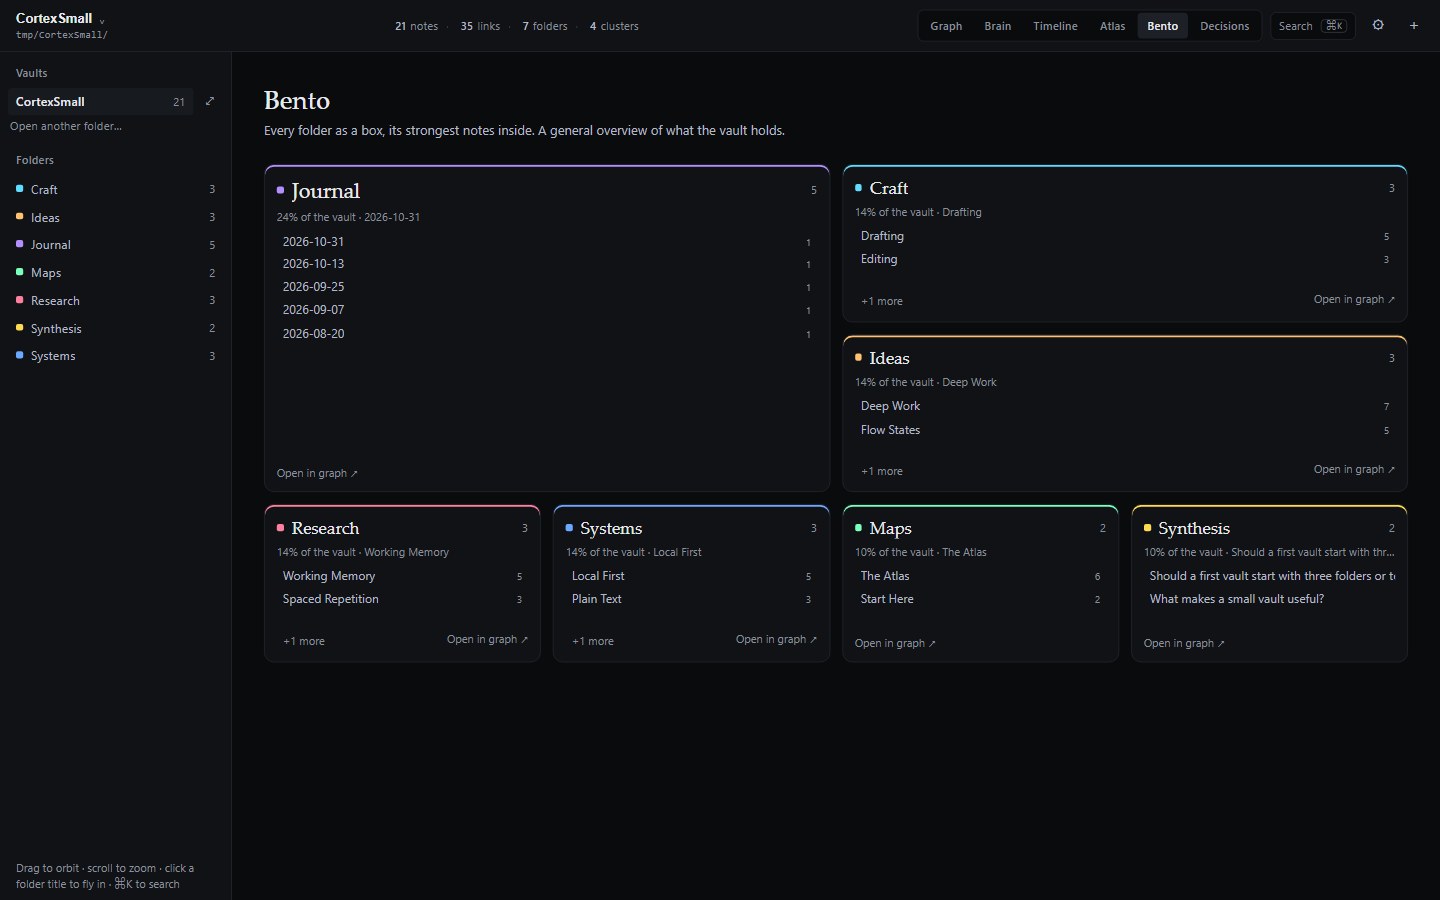 CortexSmall
tmp/CortexSmall/
21 notes · 35 links · 7 folders · 4 clusters
Graph Brain Timeline Atlas Bento Decisions
Search ⌘K
+
Vaults
CortexSmall 21
Open another folder...
Folders
Craft 3
Ideas 3
Journal 5
Maps 2
Research 3
Synthesis 2
Systems 3
Drag to orbit · scroll to zoom · click a
folder title to fly in · ⌘K to search
Bento
Every folder as a box, its strongest notes inside. A general overview of what the vault holds.
Journal 5
24% of the vault · 2026-10-31
2026-10-31 1
2026-10-13 1
2026-09-25 1
2026-09-07 1
2026-08-20 1
Open in graph ↗
Craft 3
14% of the vault · Drafting
Drafting 5
Editing 3
+1 more Open in graph ↗
Ideas 3
14% of the vault · Deep Work
Deep Work 7
Flow States 5
+1 more Open in graph ↗
Research 3
14% of the vault · Working Memory
Working Memory 5
Spaced Repetition 3
+1 more Open in graph ↗
Systems 3
14% of the vault · Local First
Local First 5
Plain Text 3
+1 more Open in graph ↗
Maps 2
10% of the vault · The Atlas
The Atlas 6
Start Here 2
Open in graph ↗
Synthesis 2
10% of the vault · Should a first vault start with thr...
Should a first vault start with three folders or
What makes a small vault useful?
Open in graph ↗